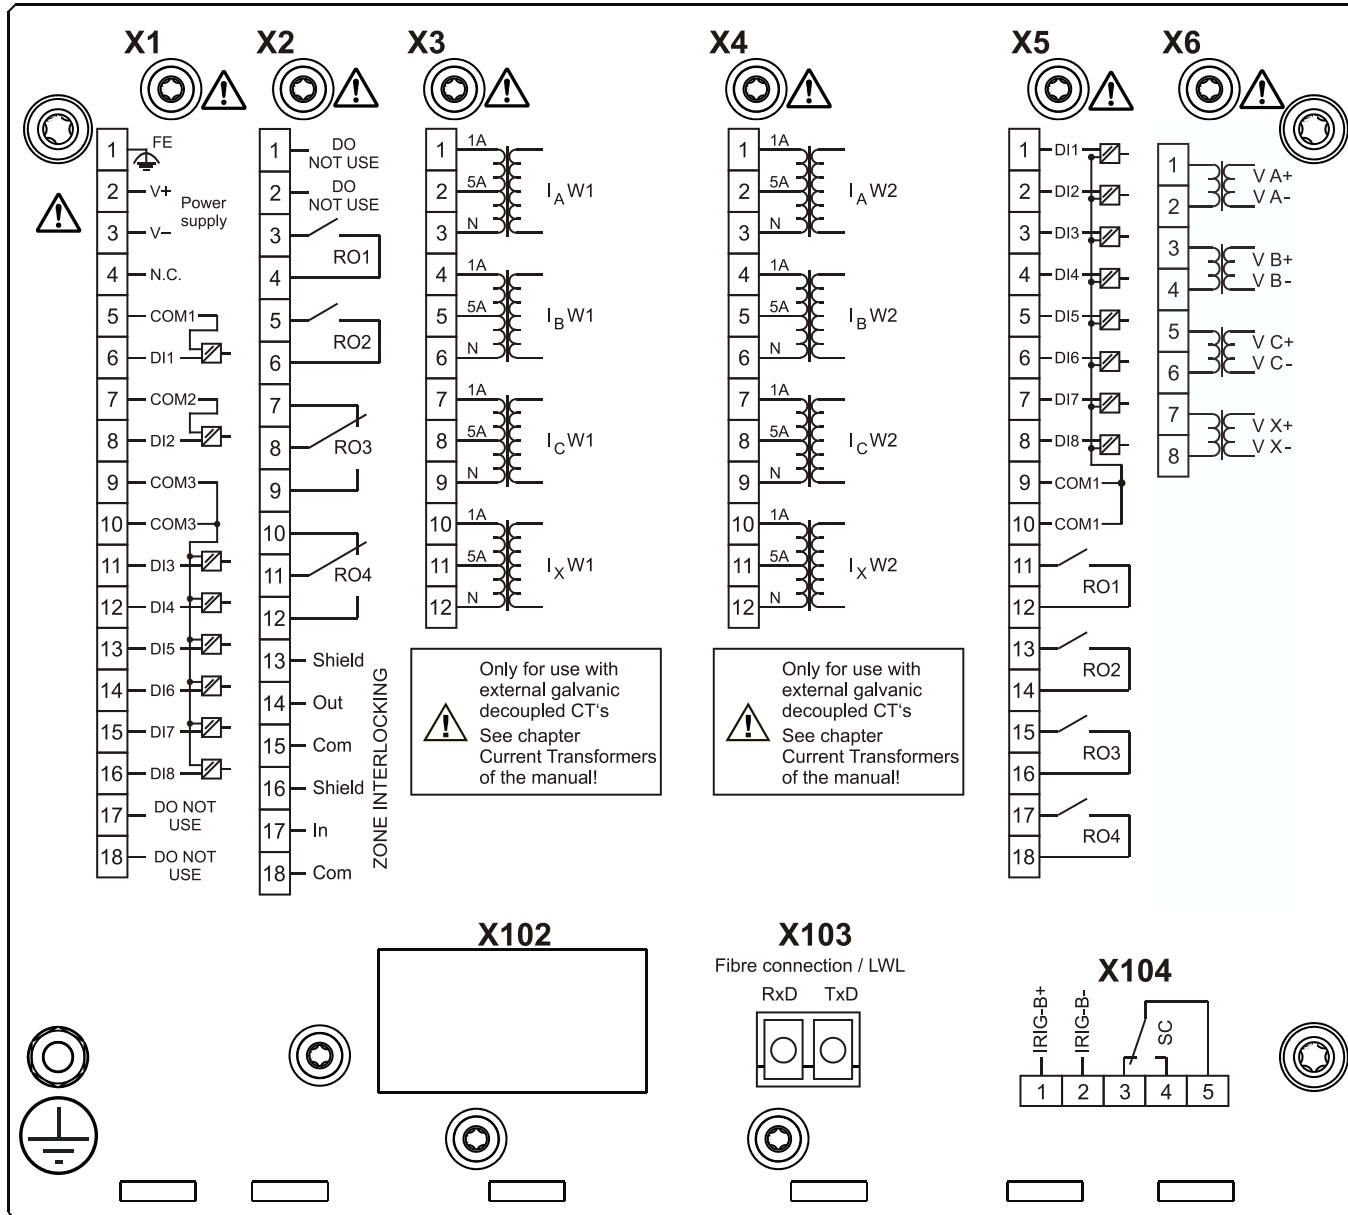 X1
1
FE
2
V+
Power
supply
3
V–
4
N.C.
5
COM1
6
DI1
7
COM2
8
DI2
9
COM3
10
COM3
11
DI3
12
DI4
13
DI5
14
DI6
15
DI7
16
DI8
17
DO NOT
USE
18
DO NOT
USE
X2
1
DO
NOT USE
2
DO
NOT USE
3
RO1
4
5
RO2
6
7
8
RO3
9
10
11
RO4
12
13
Shield
14
Out
15
Com
16
Shield
17
In
18
Com
ZONE INTERLOCKING
X3
1
1A
2
5A
IA W1
3
N
4
1A
5
5A
IB W1
6
N
7
1A
8
5A
IC W1
9
N
10
1A
11
5A
IX W1
12
N
Only for use with
external galvanic
decoupled CT‘s
See chapter
Current Transformers
of the manual!
X4
1
1A
2
5A
IA W2
3
N
4
1A
5
5A
IB W2
6
N
7
1A
8
5A
IC W2
9
N
10
1A
11
5A
IX W2
12
N
Only for use with
external galvanic
decoupled CT‘s
See chapter
Current Transformers
of the manual!
X5
1
DI1
2
DI2
3
DI3
4
DI4
5
DI5
6
DI6
7
DI7
8
DI8
9
COM1
10
COM1
11
RO1
12
13
RO2
14
15
RO3
16
17
RO4
18
X6
1
V A+
2
V A-
3
V B+
4
V B-
5
V C+
6
V C-
7
V X+
8
V X-
X102
X103
Fibre connection / LWL
RxD TxD
X104
IRIG-B+
IRIG-B-
SC
1 2 3 4 5